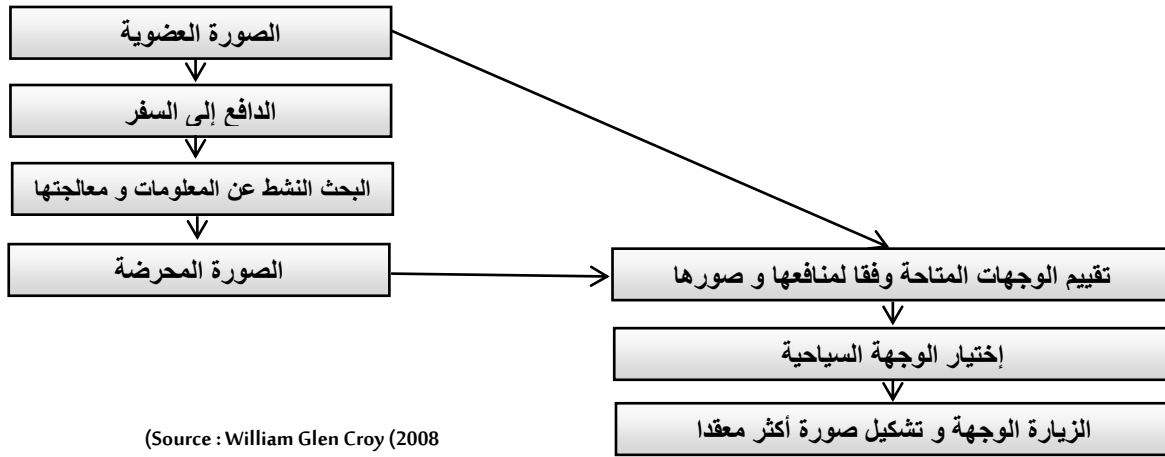 الصورة العضوية
الدافع إلى السفر
البحث النشط عن المعلومات و معالجتها
الصورة المحرضة
تقييم الوجهات المتاحة وفقا لمنافعها و صورها
إختيار الوجهة السياحية
الزيارة الوجهة و تشكيل صورة أكثر معقدا
(Source : William Glen Croy (2008